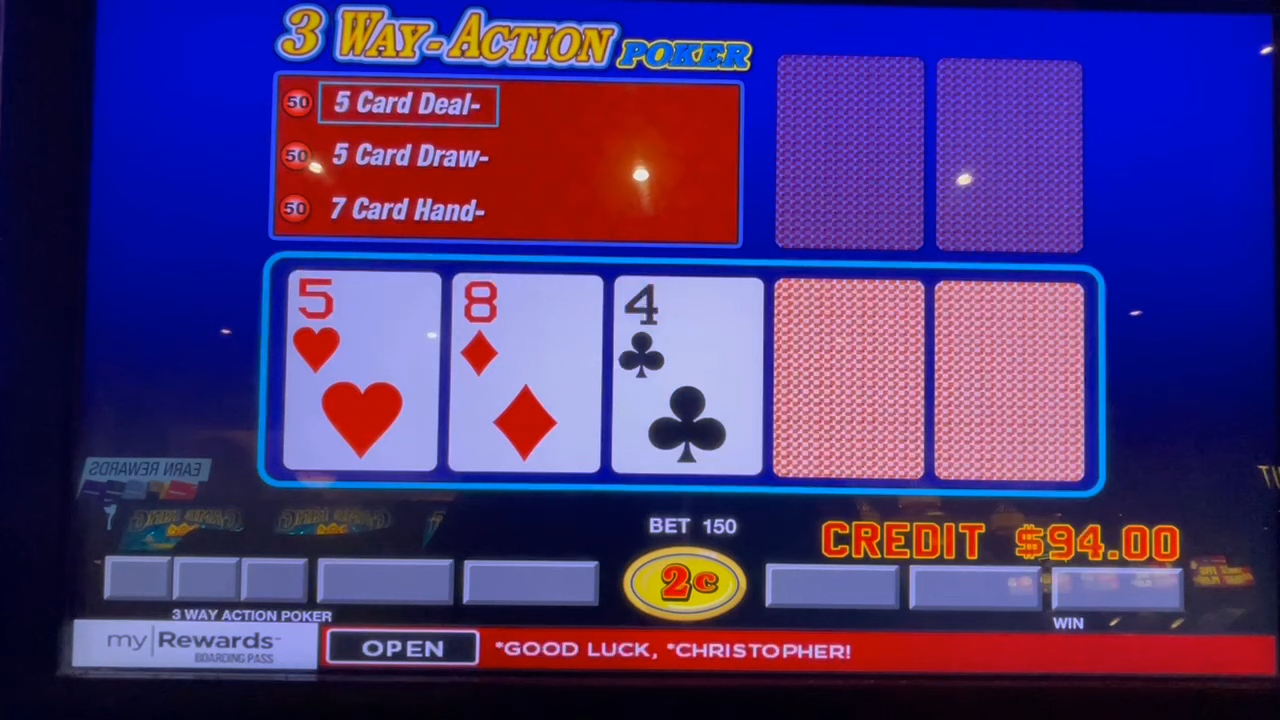 3 WAY-ACTION POKER
50 5 Card Deal-
50 5 Card Draw-
50 7 Card Hand-
5 8 4
EARN REWARDS
BET 150
CREDIT $94.00
2¢
3 WAY ACTION POKER
WIN
my|Rewards
BOARDING PASS
OPEN
*GOOD LUCK, *CHRISTOPHER!